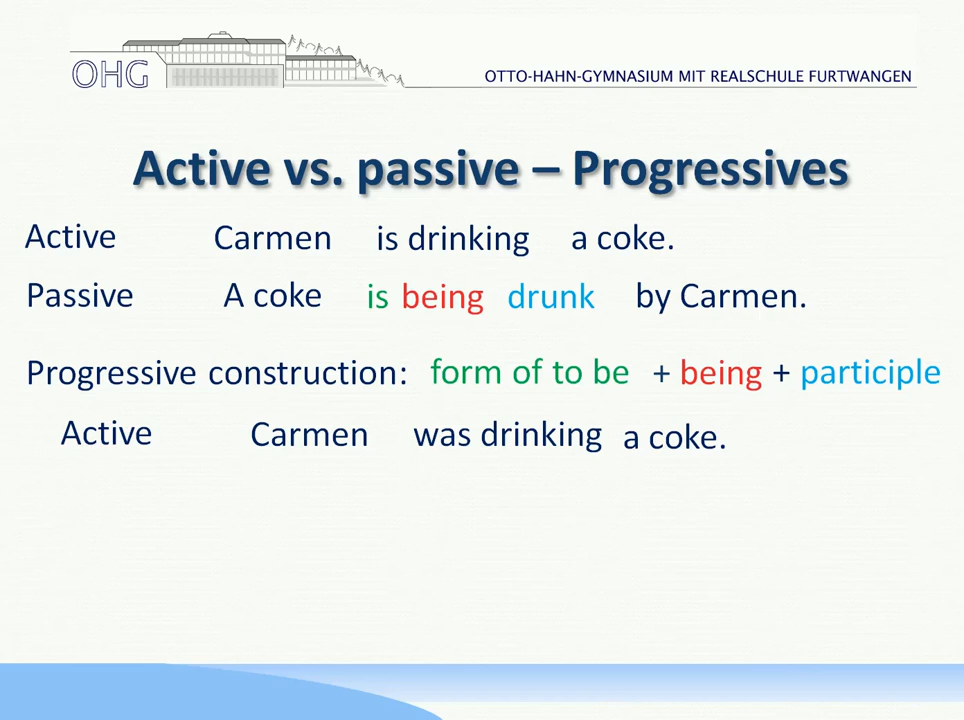 OHG
OTTO-HAHN-GYMNASIUM MIT REALSCHULE FURTWANGEN
Active vs. passive – Progressives
Active Carmen is drinking a coke.
Passive A coke is being drunk by Carmen.
Progressive construction: form of to be + being + participle
Active Carmen was drinking a coke.